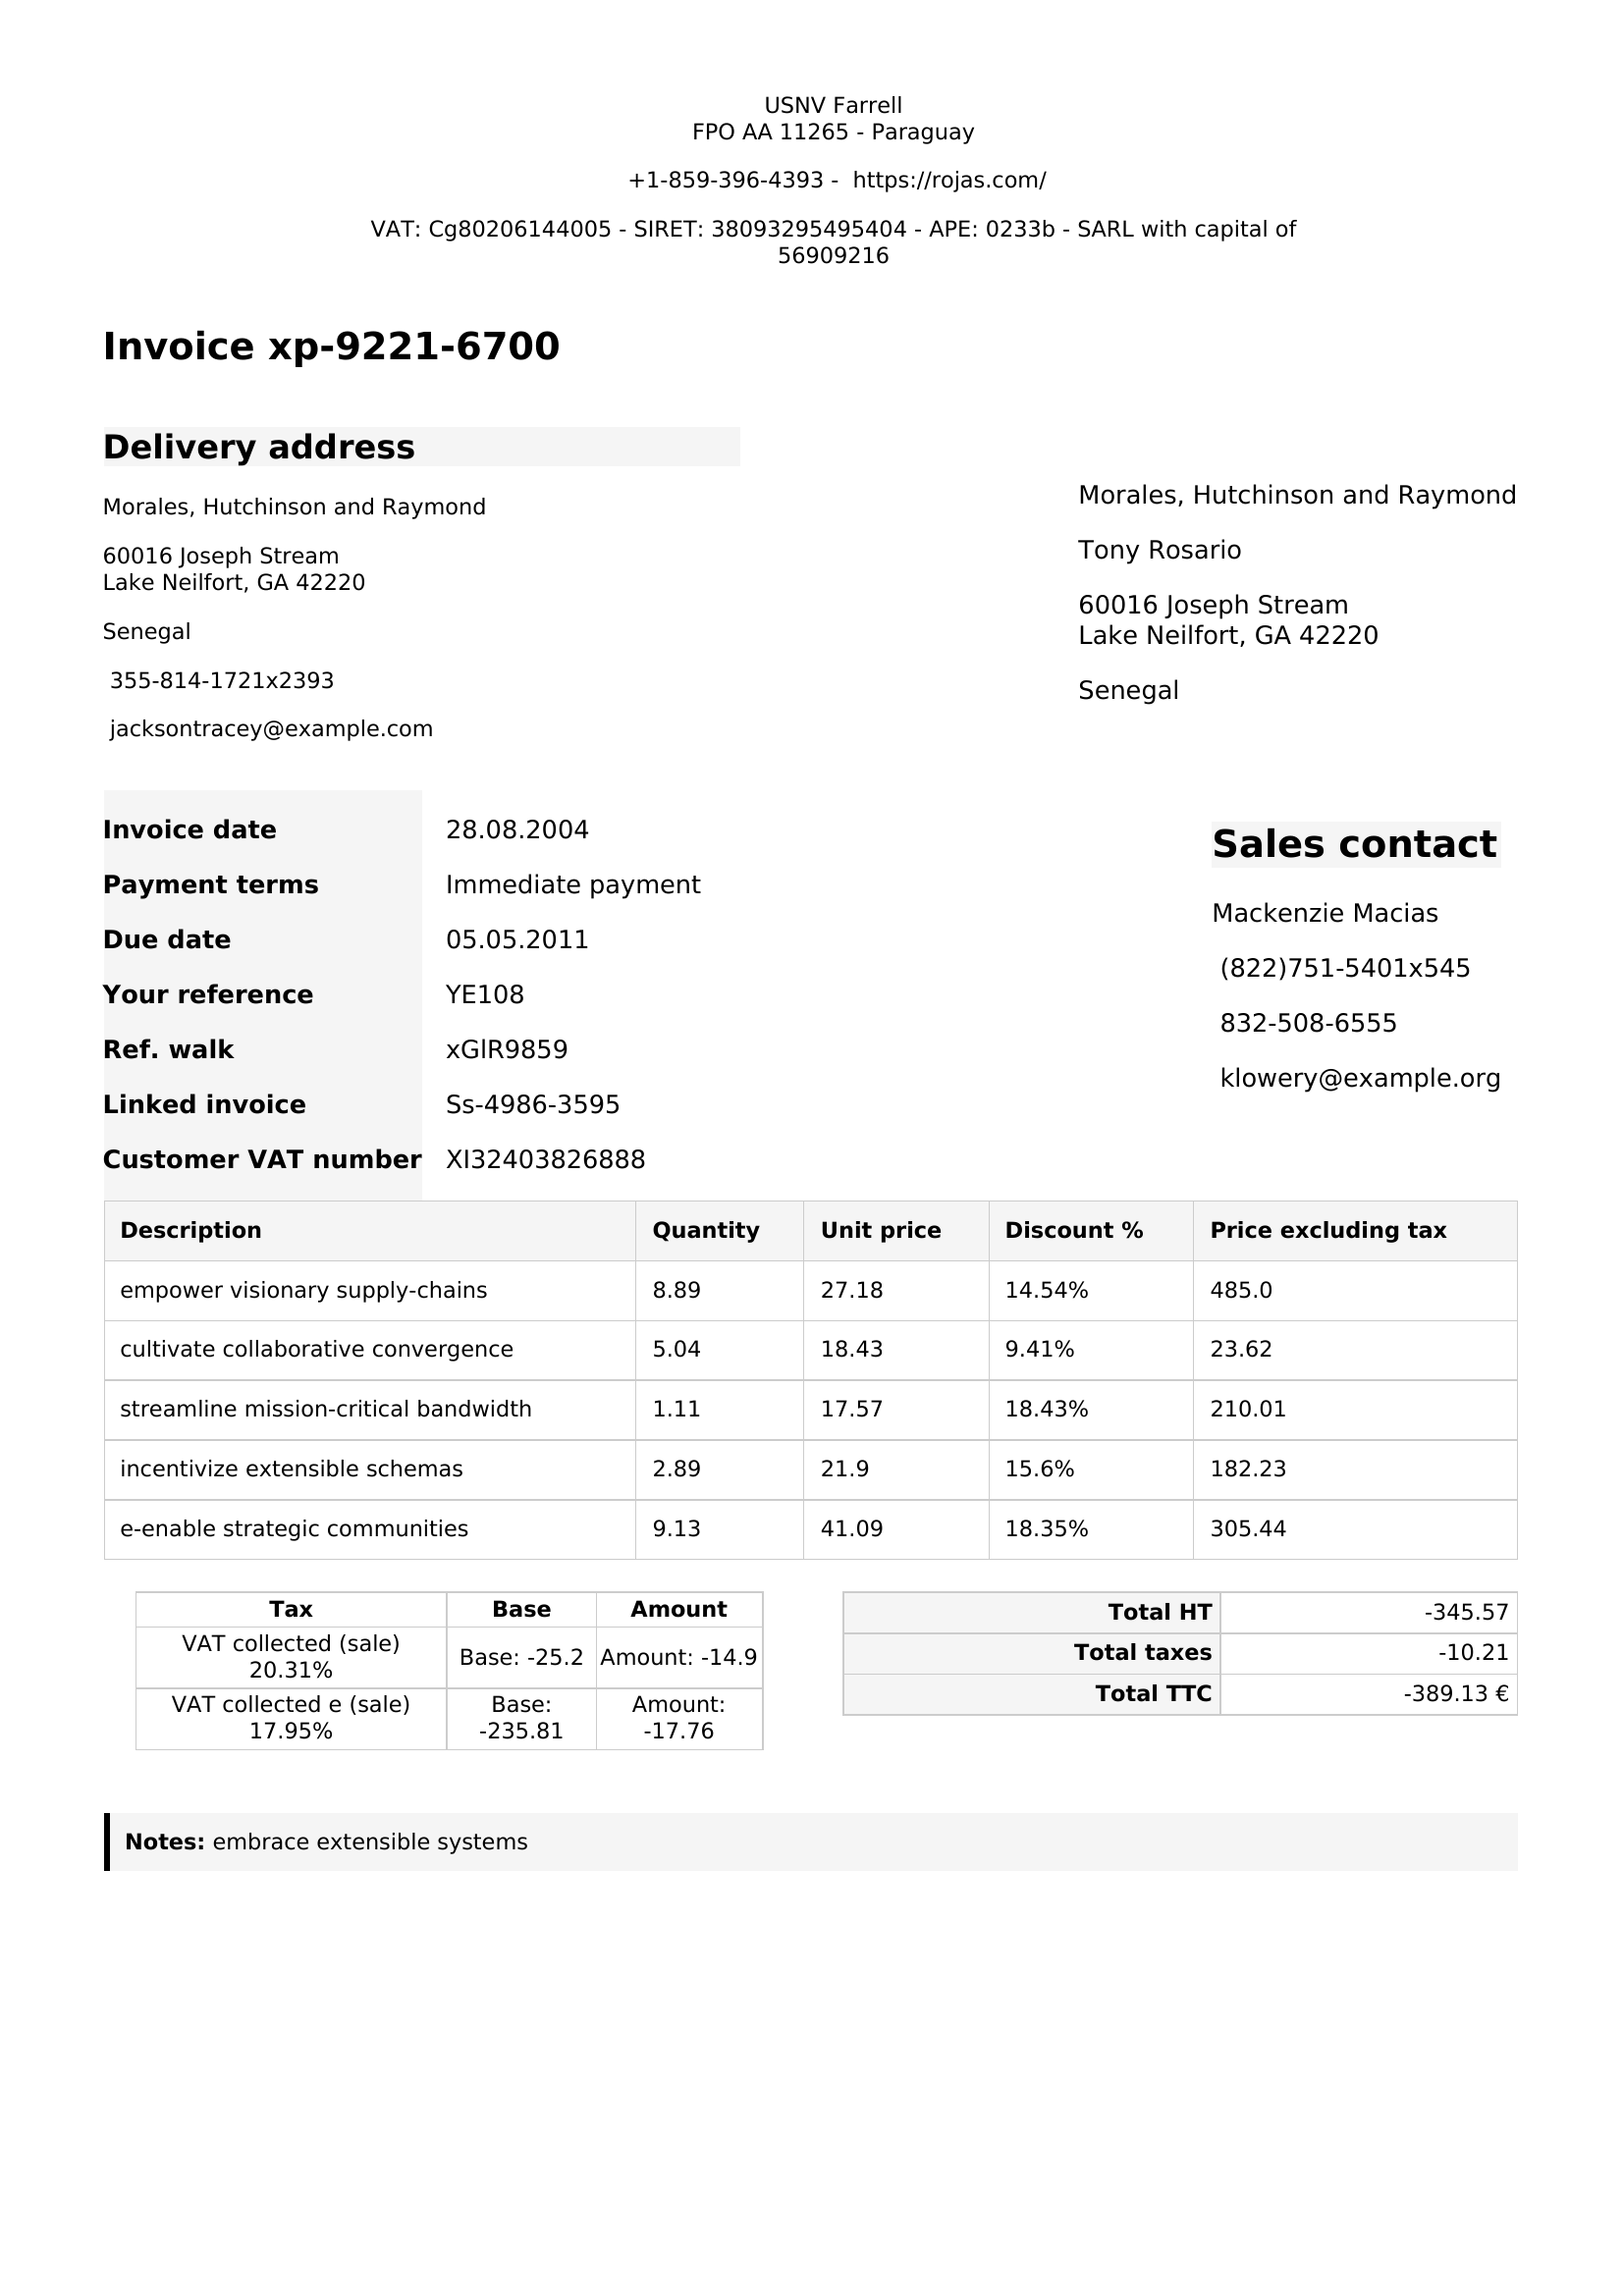 USNV Farrell
FPO AA 11265 - Paraguay
+1-859-396-4393 - https://rojas.com/
VAT: Cg80206144005 - SIRET: 38093295495404 - APE: 0233b - SARL with capital of
56909216
Invoice xp-9221-6700
Delivery address
Morales, Hutchinson and Raymond
60016 Joseph Stream
Lake Neilfort, GA 42220
Senegal
355-814-1721x2393
jacksontracey@example.com
Morales, Hutchinson and Raymond
Tony Rosario
60016 Joseph Stream
Lake Neilfort, GA 42220
Senegal
Invoice date 28.08.2004
Payment terms Immediate payment
Due date 05.05.2011
Your reference YE108
Ref. walk xGlR9859
Linked invoice Ss-4986-3595
Customer VAT number XI32403826888
Sales contact
Mackenzie Macias
(822)751-5401x545
832-508-6555
klowery@example.org
Description Quantity Unit price Discount % Price excluding tax
empower visionary supply-chains 8.89 27.18 14.54% 485.0
cultivate collaborative convergence 5.04 18.43 9.41% 23.62
streamline mission-critical bandwidth 1.11 17.57 18.43% 210.01
incentivize extensible schemas 2.89 21.9 15.6% 182.23
e-enable strategic communities 9.13 41.09 18.35% 305.44
Tax Base Amount
VAT collected (sale)
20.31% Base: -25.2 Amount: -14.9
VAT collected e (sale) Base: Amount:
17.95% -235.81 -17.76
Total HT -345.57
Total taxes -10.21
Total TTC -389.13 €
Notes: embrace extensible systems